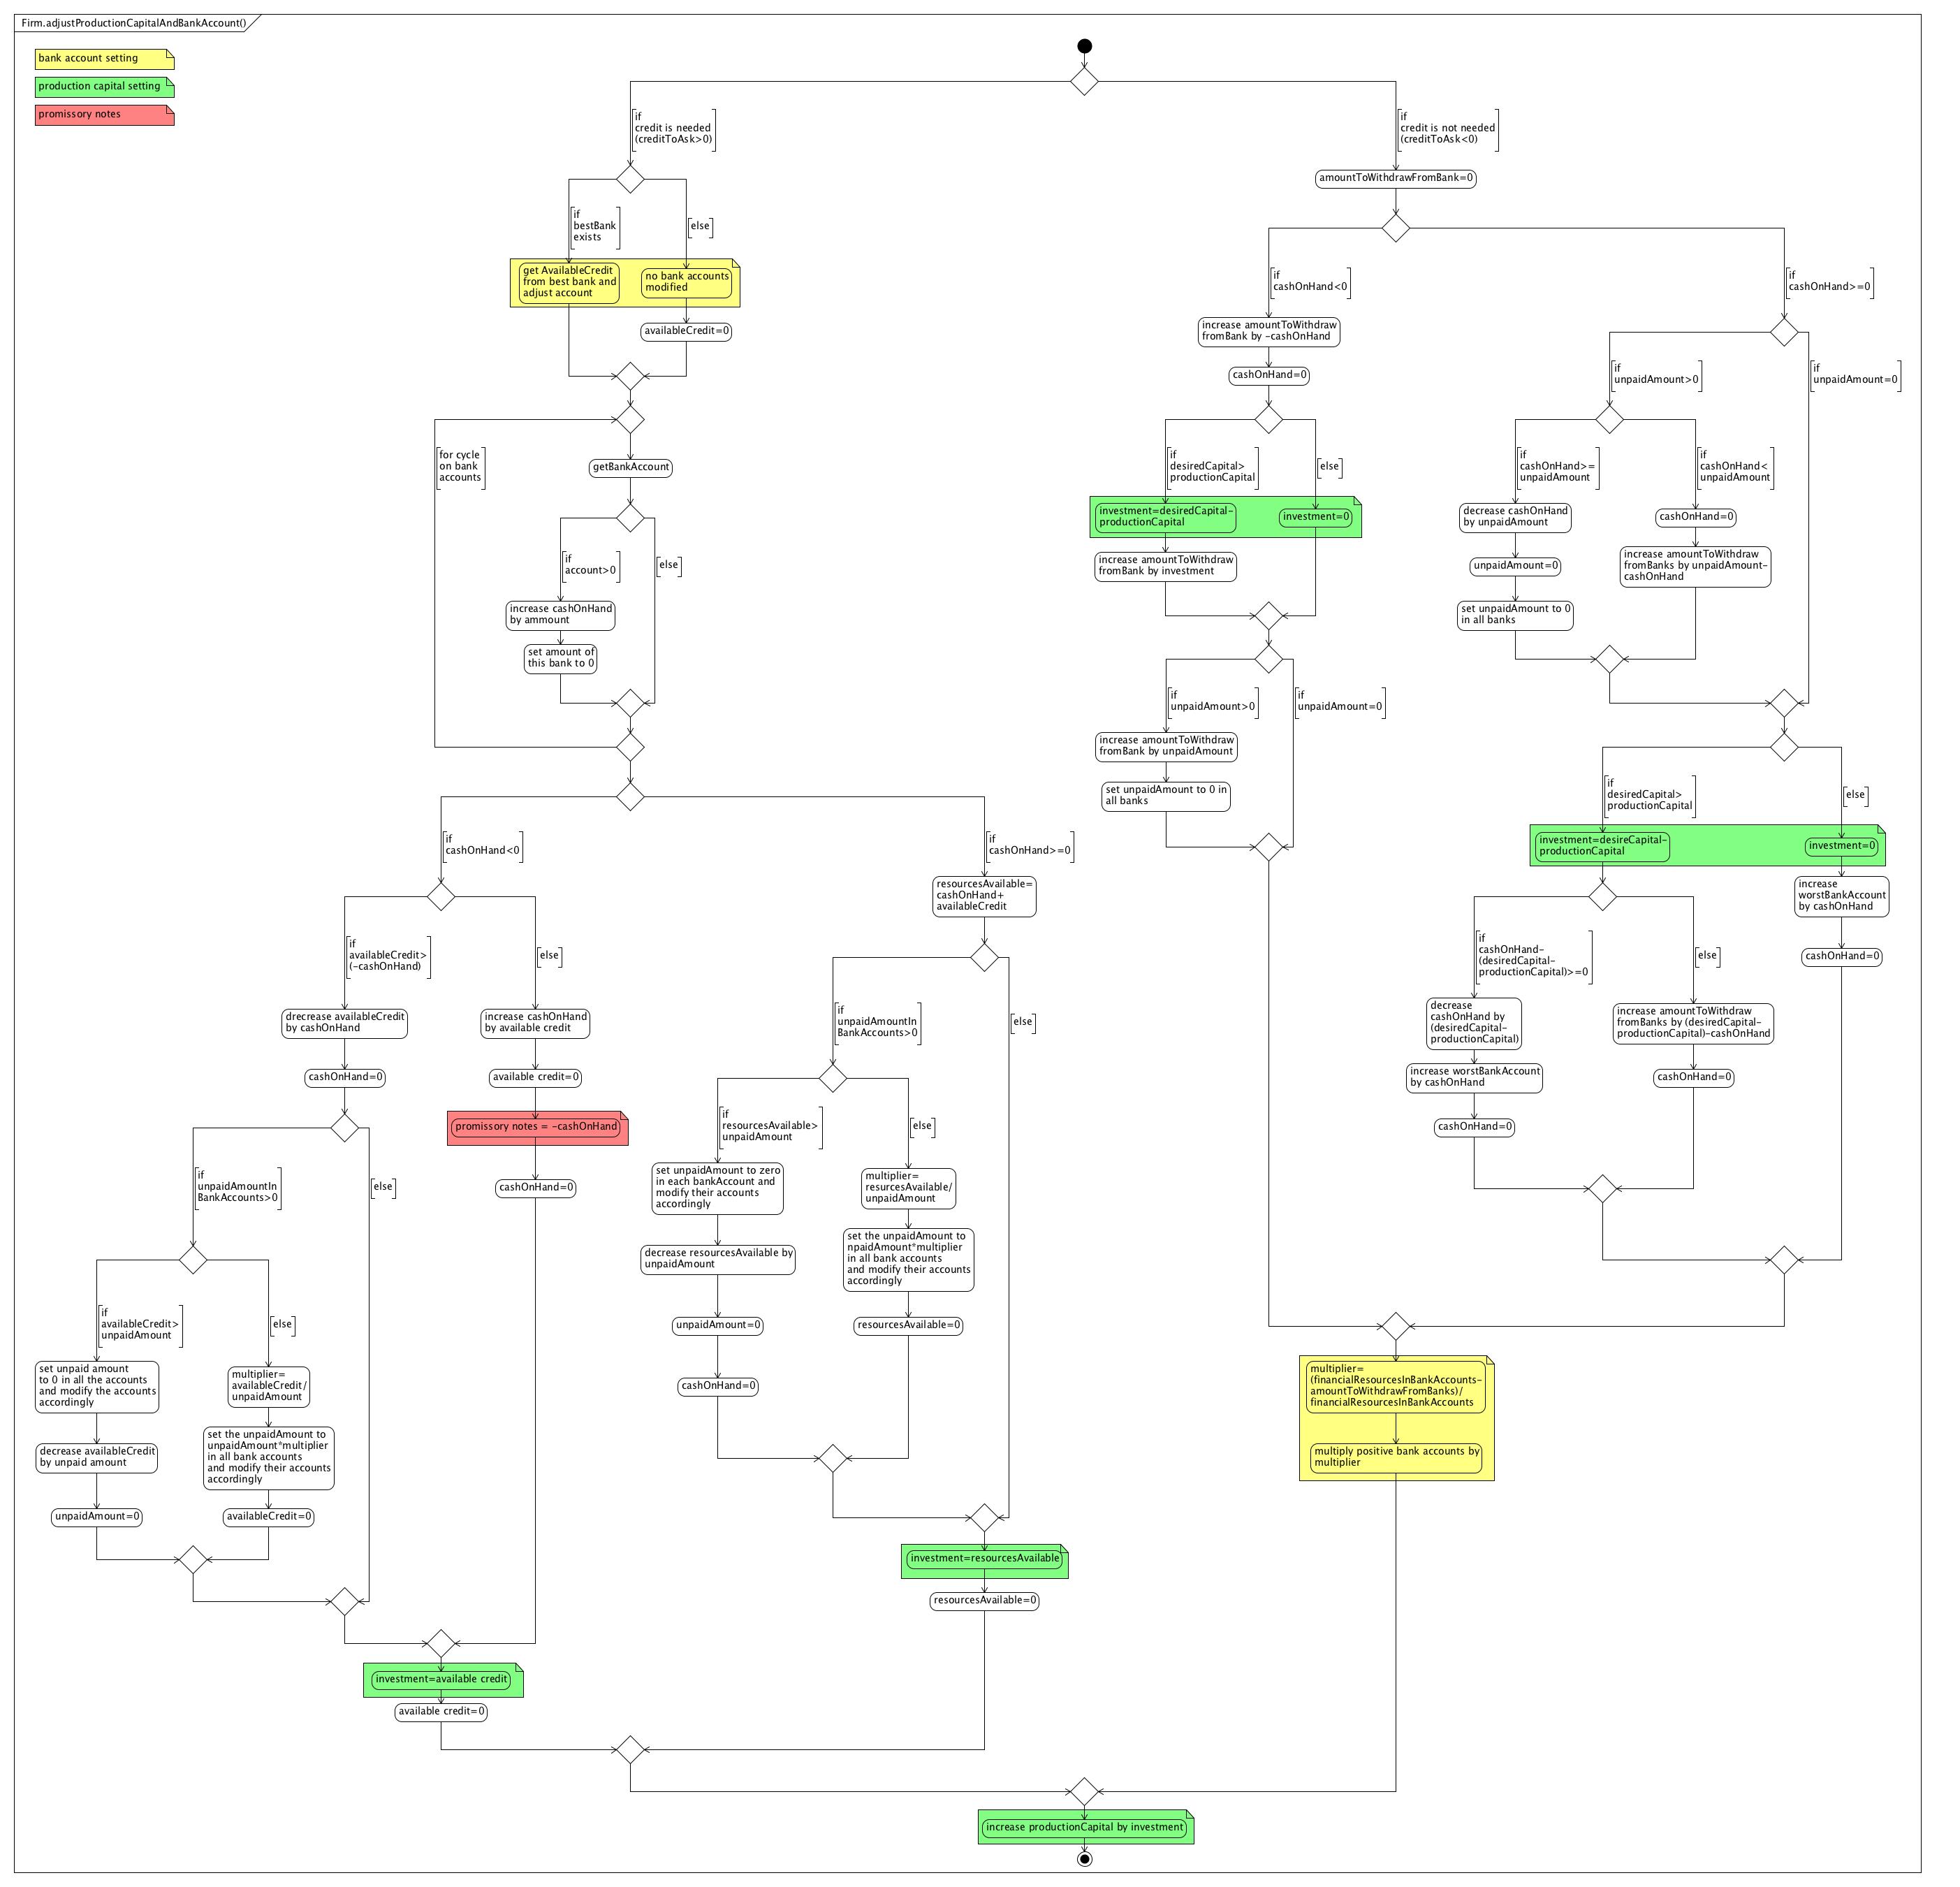 Firm.adjustProductionCapitalAndBankAccount()
bank account setting
production capital setting
promissory notes
if
credit is needed
(creditToAsk>0)
if
credit is not needed
(creditToAsk<0)
amountToWithdrawFromBank=0
if
bestBank
exists
else
get AvailableCredit
from best bank and
adjust account
no bank accounts
modified
availableCredit=0
for cycle
on bank
accounts
getBankAccount
if
account>0
else
increase cashOnHand
by ammount
set amount of
this bank to 0
if
cashOnHand<0
if
cashOnHand>=0
if
availableCredit>
(-cashOnHand)
else
drecrease availableCredit
by cashOnHand
cashOnHand=0
increase cashOnHand
by available credit
available credit=0
promissory notes = -cashOnHand
cashOnHand=0
if
unpaidAmountIn
BankAccounts>0
else
if
availableCredit>
unpaidAmount
else
set unpaid amount
to 0 in all the accounts
and modify the accounts
accordingly
decrease availableCredit
by unpaid amount
unpaidAmount=0
multiplier=
availableCredit/
unpaidAmount
set the unpaidAmount to
unpaidAmount*multiplier
in all bank accounts
and modify their accounts
accordingly
availableCredit=0
investment=available credit
available credit=0
resourcesAvailable=
cashOnHand+
availableCredit
if
unpaidAmountIn
BankAccounts>0
else
if
resourcesAvailable>
unpaidAmount
else
set unpaidAmount to zero
in each bankAccount and
modify their accounts
accordingly
decrease resourcesAvailable by
unpaidAmount
unpaidAmount=0
cashOnHand=0
multiplier=
resurcesAvailable/
unpaidAmount
set the unpaidAmount to
npaidAmount*multiplier
in all bank accounts
and modify their accounts
accordingly
resourcesAvailable=0
investment=resourcesAvailable
resourcesAvailable=0
if
cashOnHand<0
if
cashOnHand>=0
increase amountToWithdraw
fromBank by -cashOnHand
cashOnHand=0
if
desiredCapital>
productionCapital
else
investment=desiredCapital-
productionCapital
investment=0
increase amountToWithdraw
fromBank by investment
if
unpaidAmount>0
if
unpaidAmount=0
increase amountToWithdraw
fromBank by unpaidAmount
set unpaidAmount to 0 in
all banks
if
unpaidAmount>0
if
unpaidAmount=0
if
cashOnHand>=
unpaidAmount
if
cashOnHand<
unpaidAmount
decrease cashOnHand
by unpaidAmount
unpaidAmount=0
set unpaidAmount to 0
in all banks
cashOnHand=0
increase amountToWithdraw
fromBanks by unpaidAmount-
cashOnHand
if
desiredCapital>
productionCapital
else
investment=desireCapital-
productionCapital
investment=0
increase
worstBankAccount
by cashOnHand
cashOnHand=0
if
cashOnHand-
(desiredCapital-
productionCapital)>=0
else
decrease
cashOnHand by
(desiredCapital-
productionCapital)
increase worstBankAccount
by cashOnHand
cashOnHand=0
increase amountToWithdraw
fromBanks by (desiredCapital-
productionCapital)-cashOnHand
cashOnHand=0
multiplier=
(financialResourcesInBankAccounts-
amountToWithdrawFromBanks)/
financialResourcesInBankAccounts
multiply positive bank accounts by
multiplier
increase productionCapital by investment